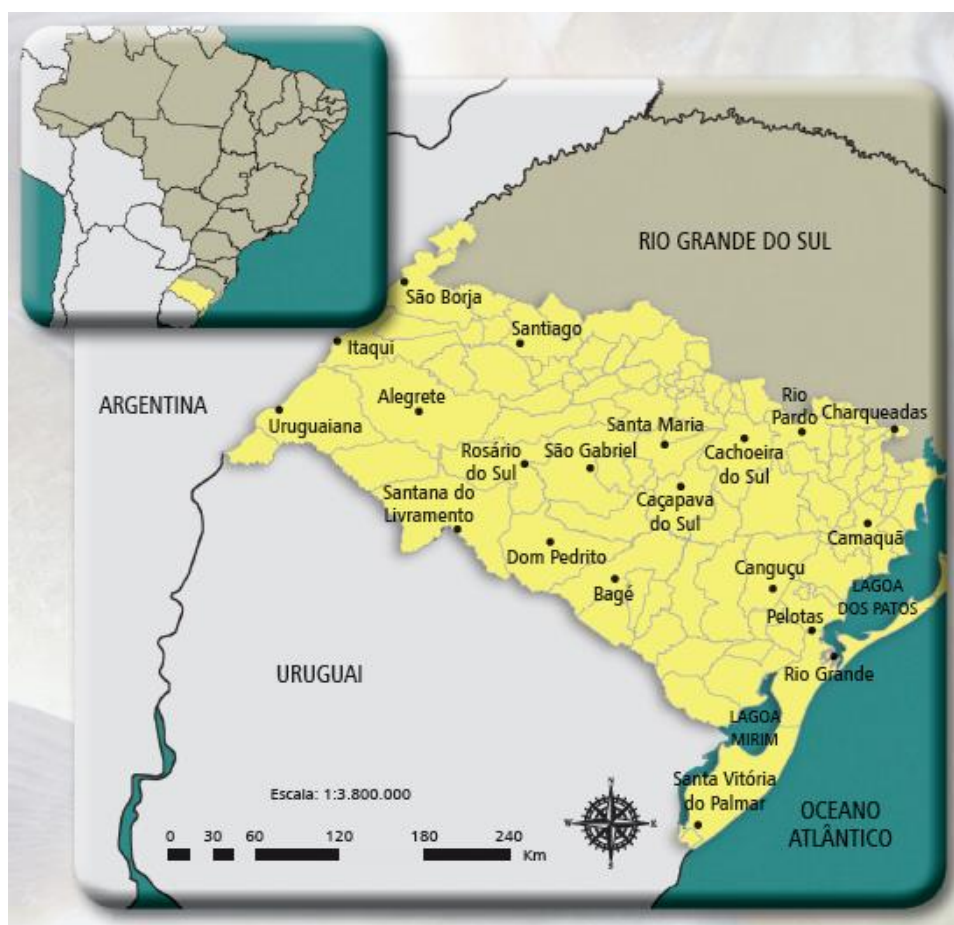 RIO GRANDE DO SUL
São Borja
Santiago
Itaqui
ARGENTINA
Alegrete
Uruguaiana
Rio
Pardo
Charqueadas
Santa Maria
Rosário
do Sul
São Gabriel
Cachoeira
do Sul
Santana do
Livramento
Caçapava
do Sul
Camaquã
Dom Pedrito
Canguçu
Bagé
LAGOA
DOS PATOS
Pelotas
URUGUAI
Rio Grande
LAGOA
MIRIM
Santa Vitória
do Palmar
Escala: 1:3.800.000
OCEANO
ATLÂNTICO
N
W
E
S
0 30 60 120 180 240
Km